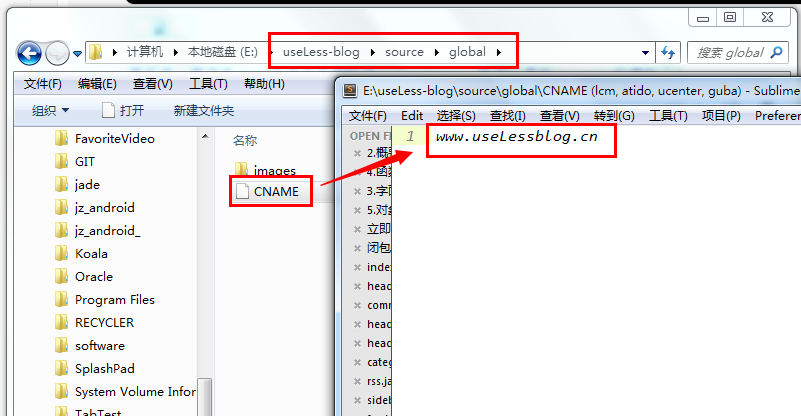 计算机 本地磁盘 (E:) useLess-blog source global
搜索 global
文件(F) 编辑(E) 查看(V) 工具(T) 帮助(H)
组织 打开 新建文件夹
FavoriteVideo
GIT
jade
jz_android
jz_android_
Koala
Oracle
Program Files
RECYCLER
software
SplashPad
System Volume Infor
TabTest
名称
images
CNAME
E:\useLess-blog\source\global\CNAME (lcm, atido, ucenter, guba) - Sublime
文件(F) Edit 选择(S) 查找(I) 查看(V) 转到(G) 工具(T) 项目(P) Preferen
OPEN FI
2.概
4.函数
3.字
5.对象
立即
闭包
index
head
comm
head
head
categ
rss.ja
sideb
1 www.useLessblog.cn